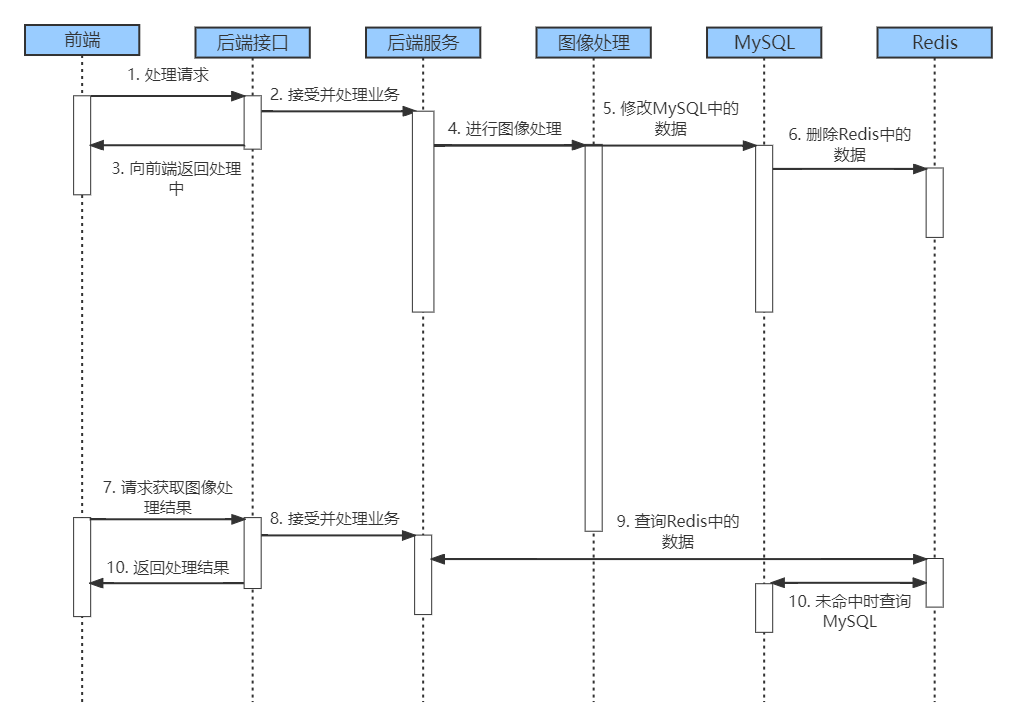 前端
后端接口
后端服务
图像处理
MySQL
Redis
1. 处理请求
2. 接受并处理业务
3. 向前端返回处理
中
4. 进行图像处理
5. 修改MySQL中的
数据
6. 删除Redis中的
数据
7. 请求获取图像处
理结果
8. 接受并处理业务
9. 查询Redis中的
数据
10. 返回处理结果
10. 未命中时查询
MySQL